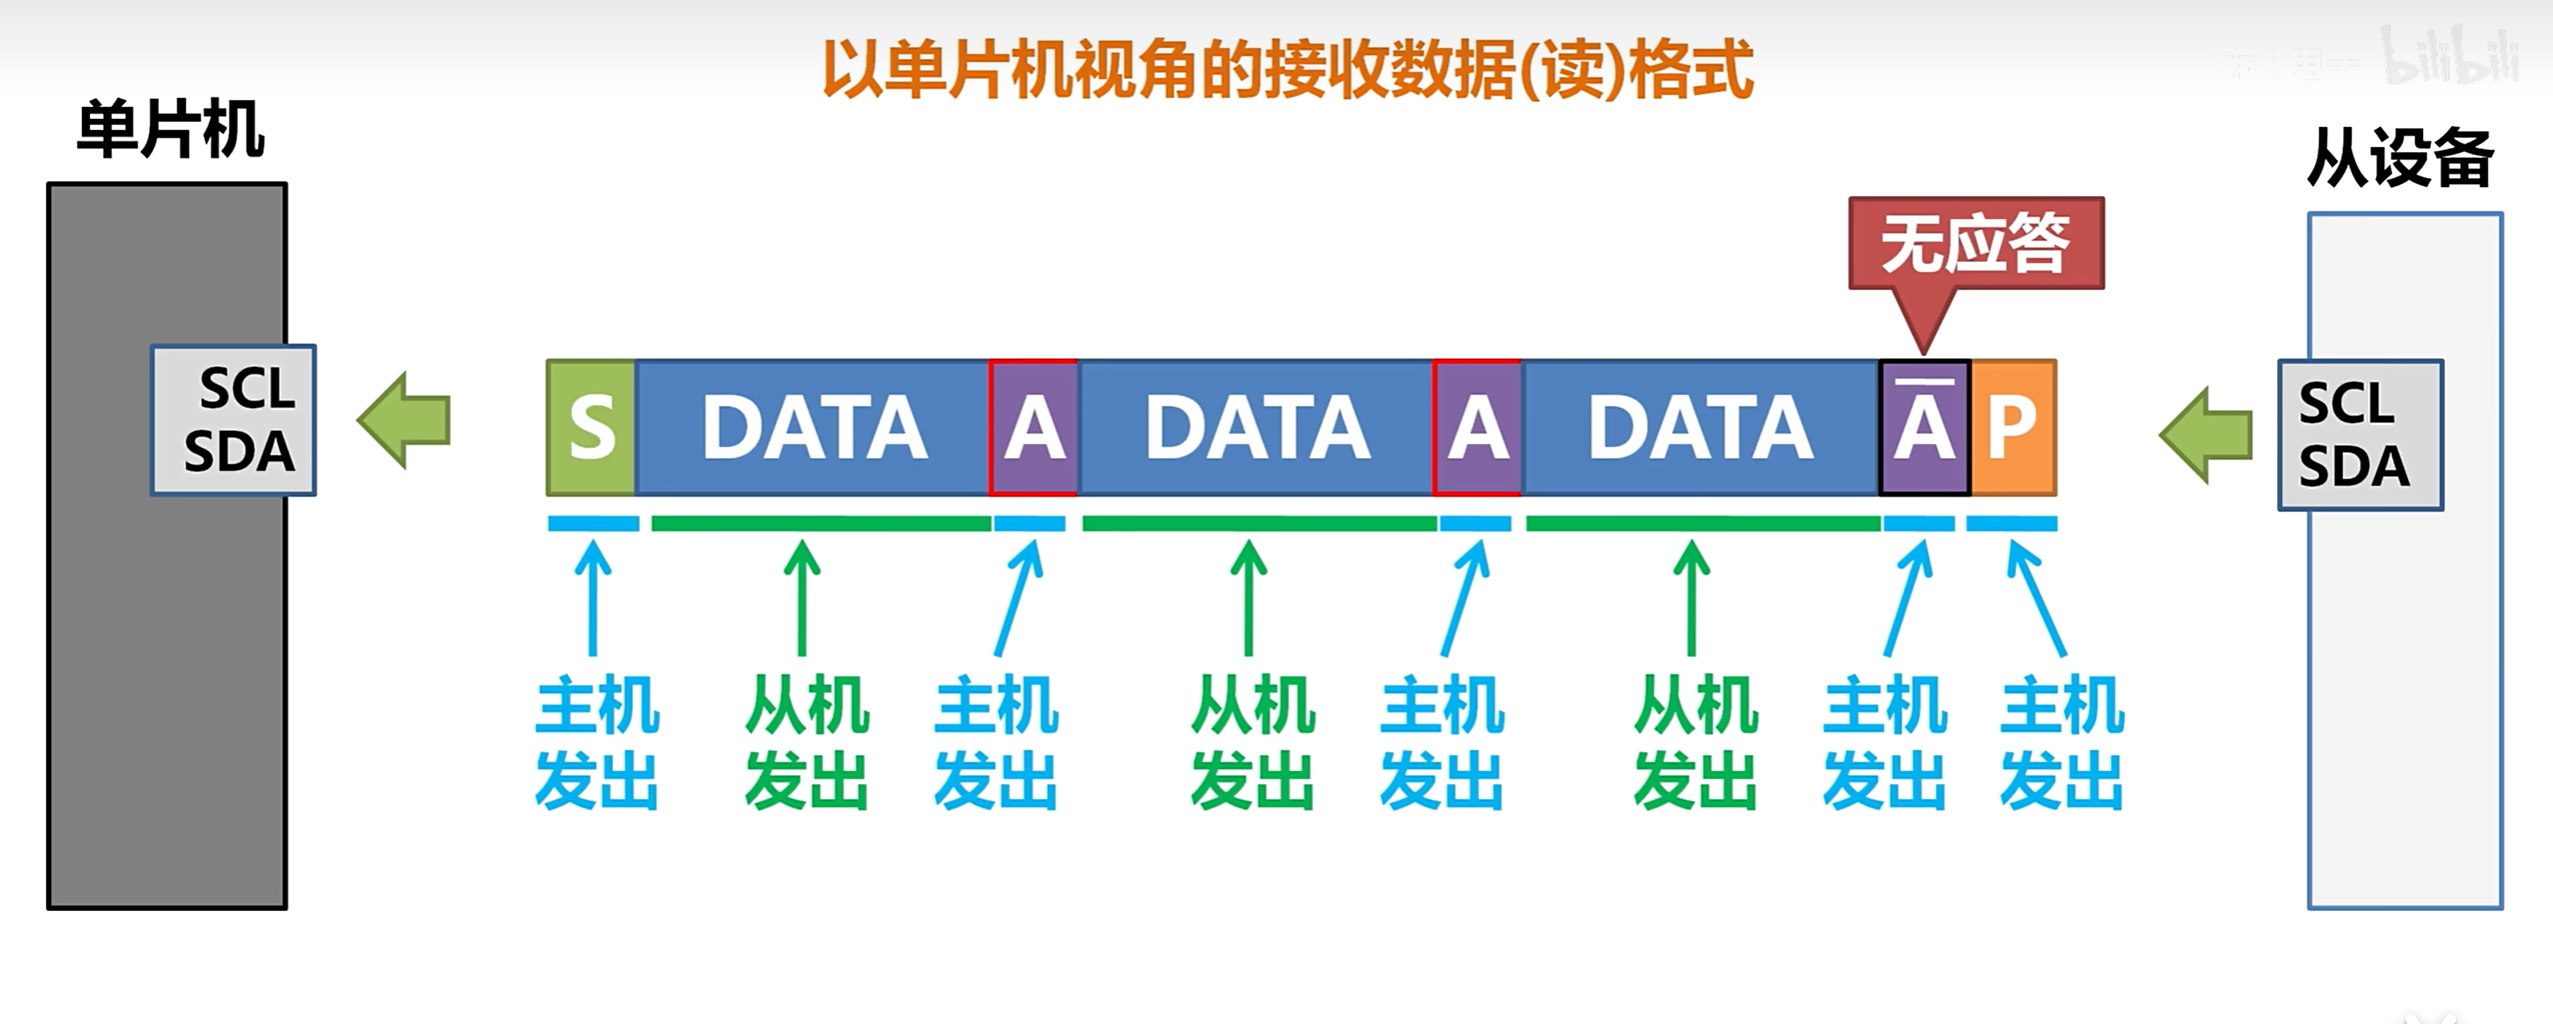 以单片机视角的接收数据(读)格式
bilibili
单片机
从设备
无应答
SCL
SDA
S DATA A DATA A DATA A̅ P
SCL
SDA
主机
发出
从机
发出
主机
发出
从机
发出
主机
发出
从机
发出
主机
发出
主机
发出